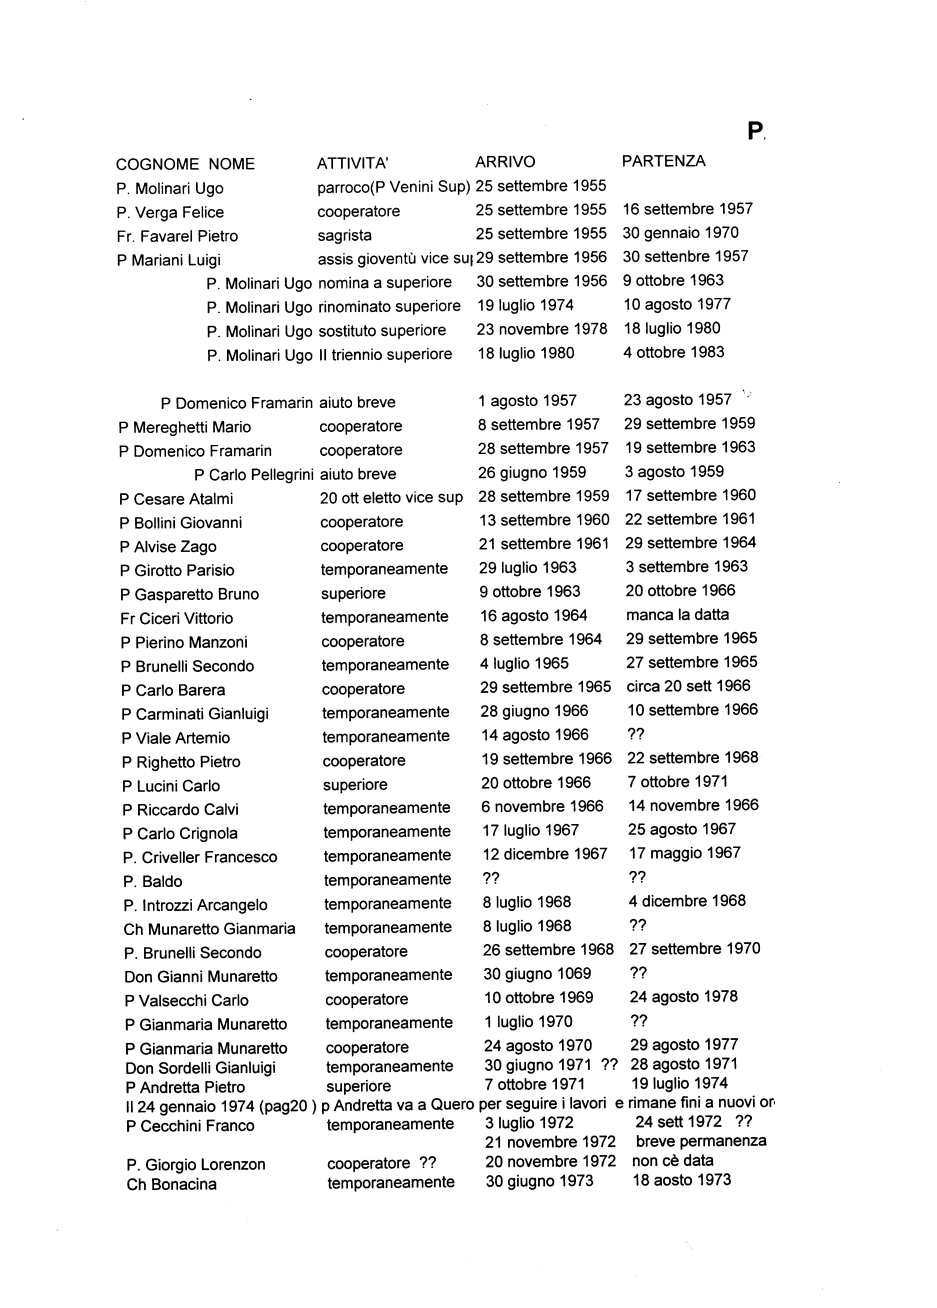 P.
COGNOME NOME ATTIVITA' ARRIVO PARTENZA
P. Molinari Ugo parroco(P Venini Sup) 25 settembre 1955
P. Verga Felice cooperatore 25 settembre 1955 16 settembre 1957
Fr. Favarel Pietro sagrista 25 settembre 1955 30 gennaio 1970
P Mariani Luigi assis gioventù vice su 29 settembre 1956 30 settenbre 1957
P. Molinari Ugo nomina a superiore 30 settembre 1956 9 ottobre 1963
P. Molinari Ugo rinominato superiore 19 luglio 1974 10 agosto 1977
P. Molinari Ugo sostituto superiore 23 novembre 1978 18 luglio 1980
P. Molinari Ugo II triennio superiore 18 luglio 1980 4 ottobre 1983
P Domenico Framarin aiuto breve 1 agosto 1957 23 agosto 1957
P Mereghetti Mario cooperatore 8 settembre 1957 29 settembre 1959
P Domenico Framarin cooperatore 28 settembre 1957 19 settembre 1963
P Carlo Pellegrini aiuto breve 26 giugno 1959 3 agosto 1959
P Cesare Atalmi 20 ott eletto vice sup 28 settembre 1959 17 settembre 1960
P Bollini Giovanni cooperatore 13 settembre 1960 22 settembre 1961
P Alvise Zago cooperatore 21 settembre 1961 29 settembre 1964
P Girotto Parisio temporaneamente 29 luglio 1963 3 settembre 1963
P Gasparetto Bruno superiore 9 ottobre 1963 20 ottobre 1966
Fr Ciceri Vittorio temporaneamente 16 agosto 1964 manca la datta
P Pierino Manzoni cooperatore 8 settembre 1964 29 settembre 1965
P Brunelli Secondo temporaneamente 4 luglio 1965 27 settembre 1965
P Carlo Barera cooperatore 29 settembre 1965 circa 20 sett 1966
P Carminati Gianluigi temporaneamente 28 giugno 1966 10 settembre 1966
P Viale Artemio temporaneamente 14 agosto 1966 ??
P Righetto Pietro cooperatore 19 settembre 1966 22 settembre 1968
P Lucini Carlo superiore 20 ottobre 1966 7 ottobre 1971
P Riccardo Calvi temporaneamente 6 novembre 1966 14 novembre 1966
P Carlo Crignola temporaneamente 17 luglio 1967 25 agosto 1967
P. Criveller Francesco temporaneamente 12 dicembre 1967 17 maggio 1967
P. Baldo temporaneamente ?? ??
P. Introzzi Arcangelo temporaneamente 8 luglio 1968 4 dicembre 1968
Ch Munaretto Gianmaria temporaneamente 8 luglio 1968 ??
P. Brunelli Secondo cooperatore 26 settembre 1968 27 settembre 1970
Don Gianni Munaretto temporaneamente 30 giugno 1069 ??
P Valsecchi Carlo cooperatore 10 ottobre 1969 24 agosto 1978
P Gianmaria Munaretto temporaneamente 1 luglio 1970 ??
P Gianmaria Munaretto cooperatore 24 agosto 1970 29 agosto 1977
Don Sordelli Gianluigi temporaneamente 30 giugno 1971 ?? 28 agosto 1971
P Andretta Pietro superiore 7 ottobre 1971 19 luglio 1974
Il 24 gennaio 1974 (pag20 ) p Andretta va a Quero per seguire i lavori e rimane fini a nuovi or
P Cecchini Franco temporaneamente 3 luglio 1972 24 sett 1972 ??
21 novembre 1972 breve permanenza
P. Giorgio Lorenzon cooperatore ?? 20 novembre 1972 non cè data
Ch Bonacina temporaneamente 30 giugno 1973 18 aosto 1973